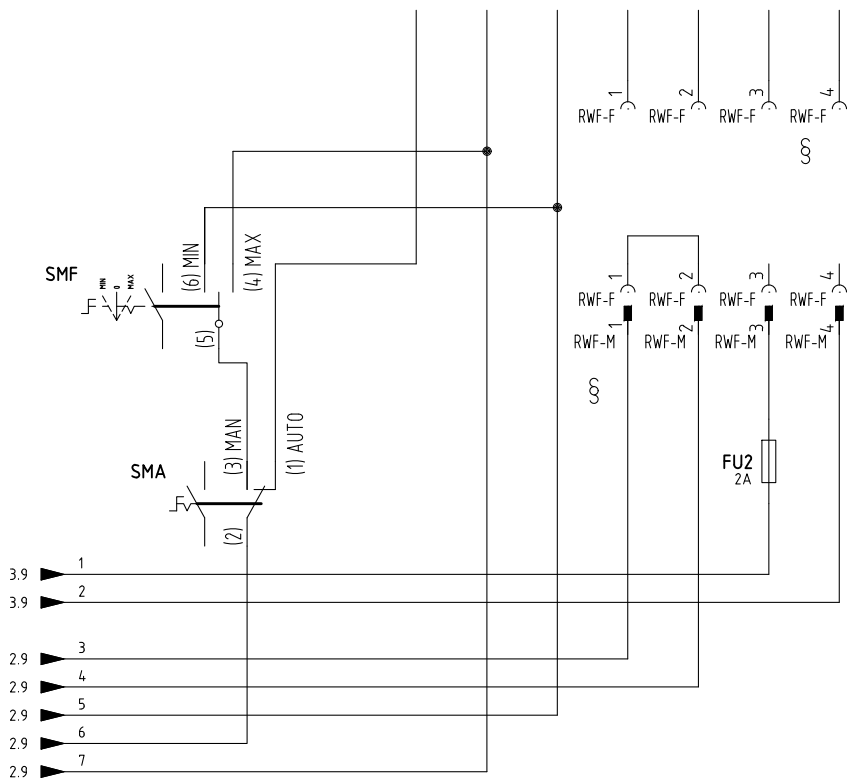 1 2 3 4
RWF-F RWF-F RWF-F RWF-F
§
(6) MIN
(4) MAX
SMF
MIN 0 MAX
(5)
1 2 3 4
RWF-F RWF-F RWF-F RWF-F
1 2 3 4
RWF-M RWF-M RWF-M RWF-M
§
(3) MAN
(1) AUTO
SMA
(2)
FU2
2A
3.9 1
3.9 2
2.9 3
2.9 4
2.9 5
2.9 6
2.9 7